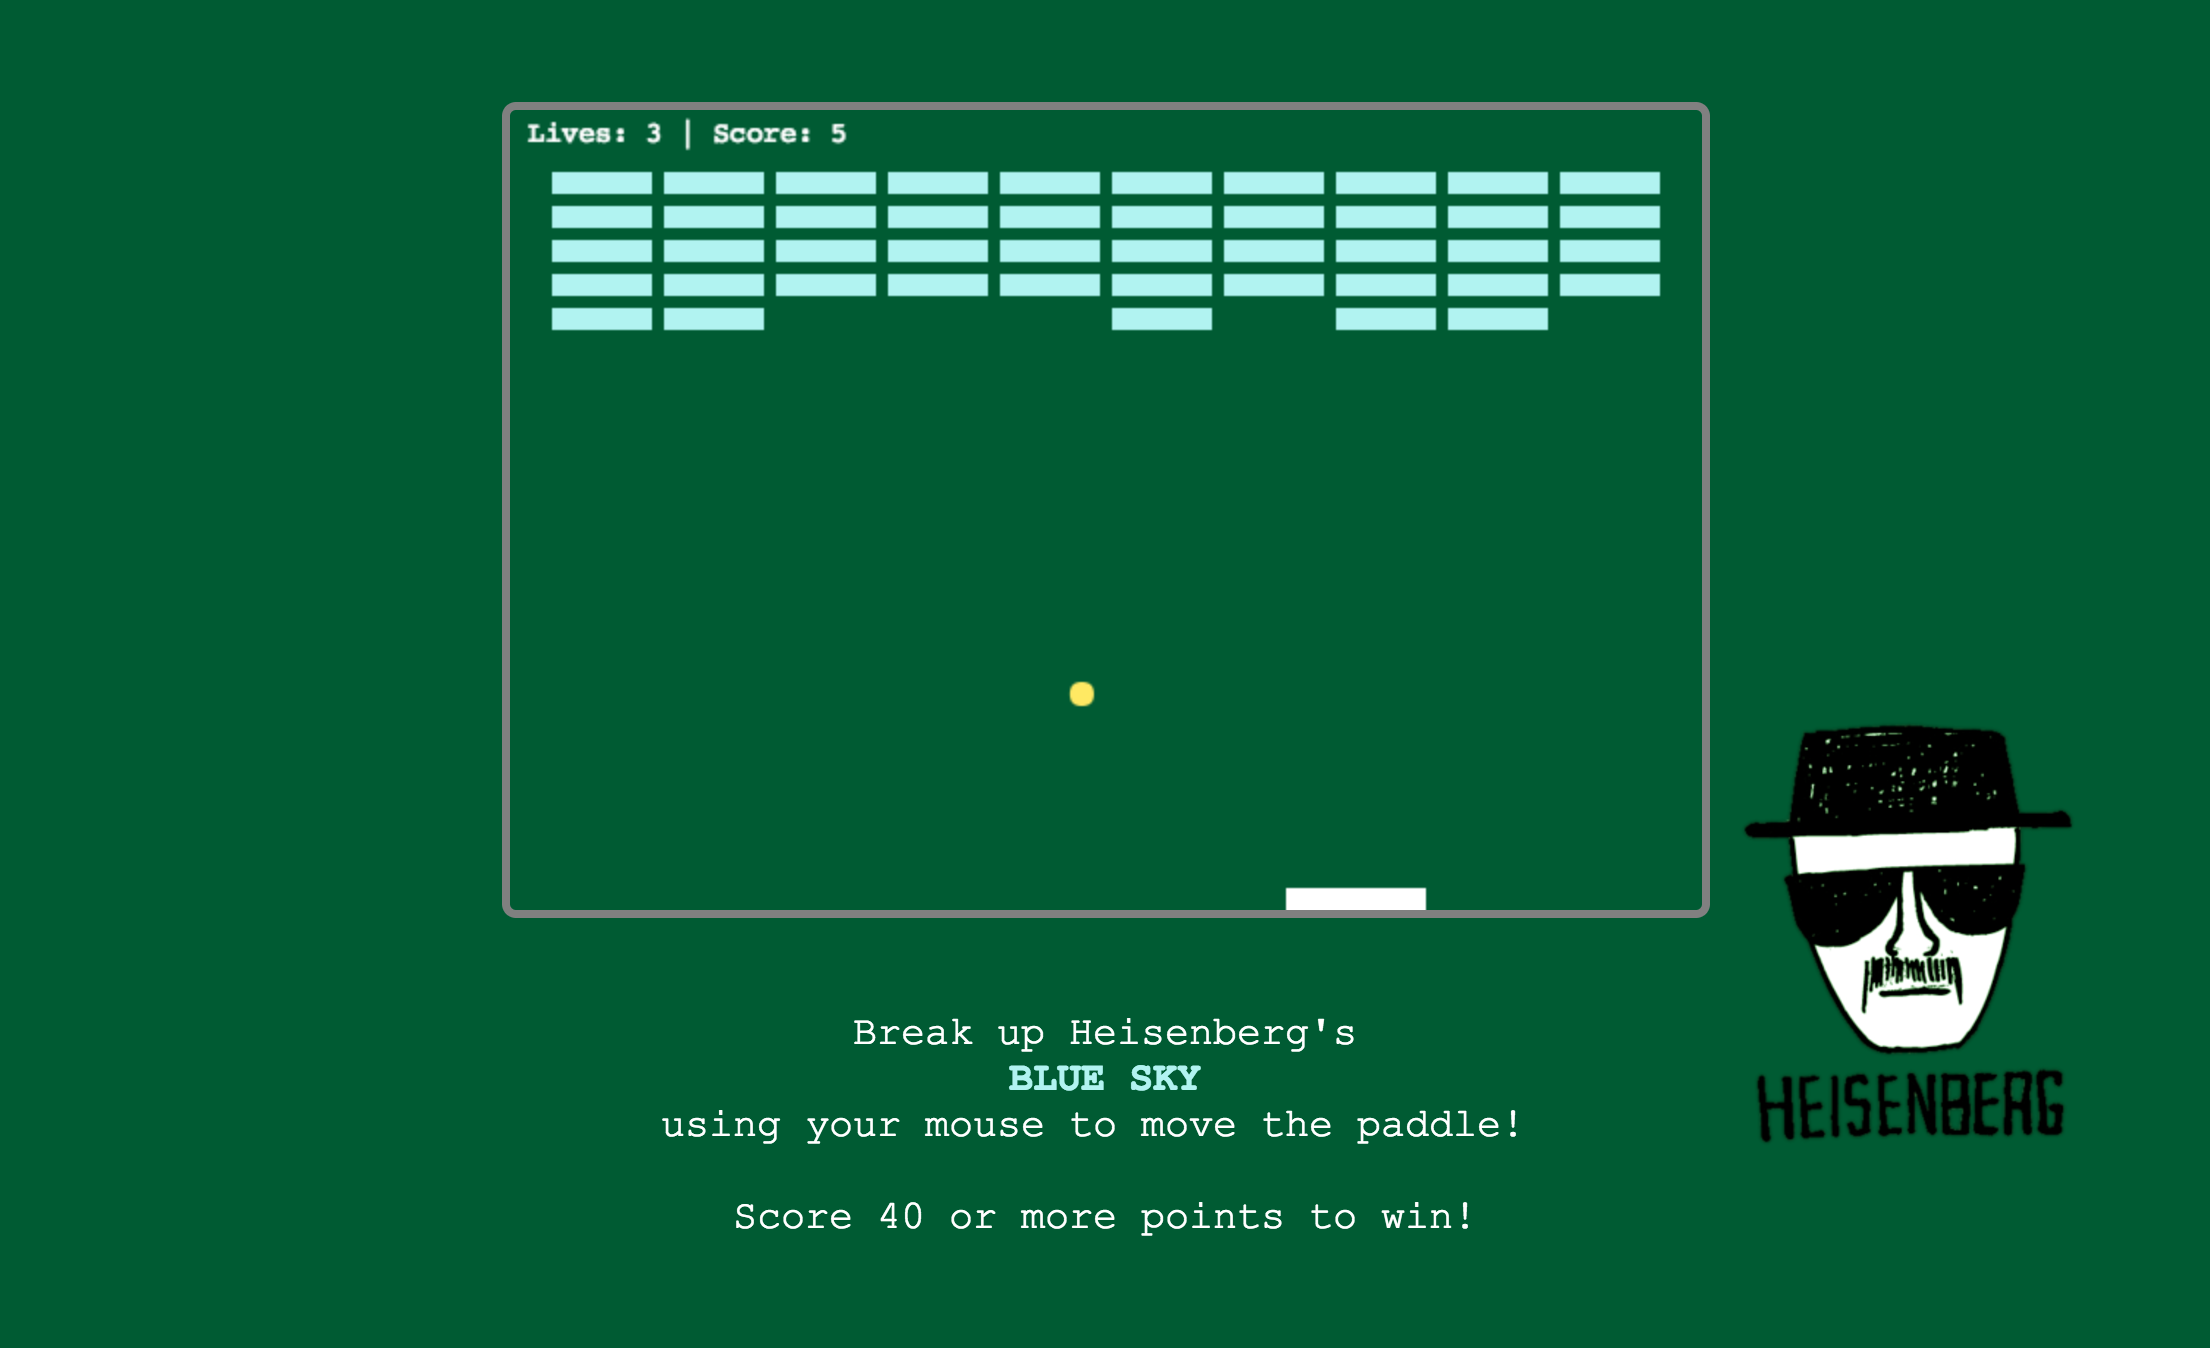 Lives: 3 | Score: 5
Break up Heisenberg's
BLUE SKY
using your mouse to move the paddle!
Score 40 or more points to win!
HEISENBERG